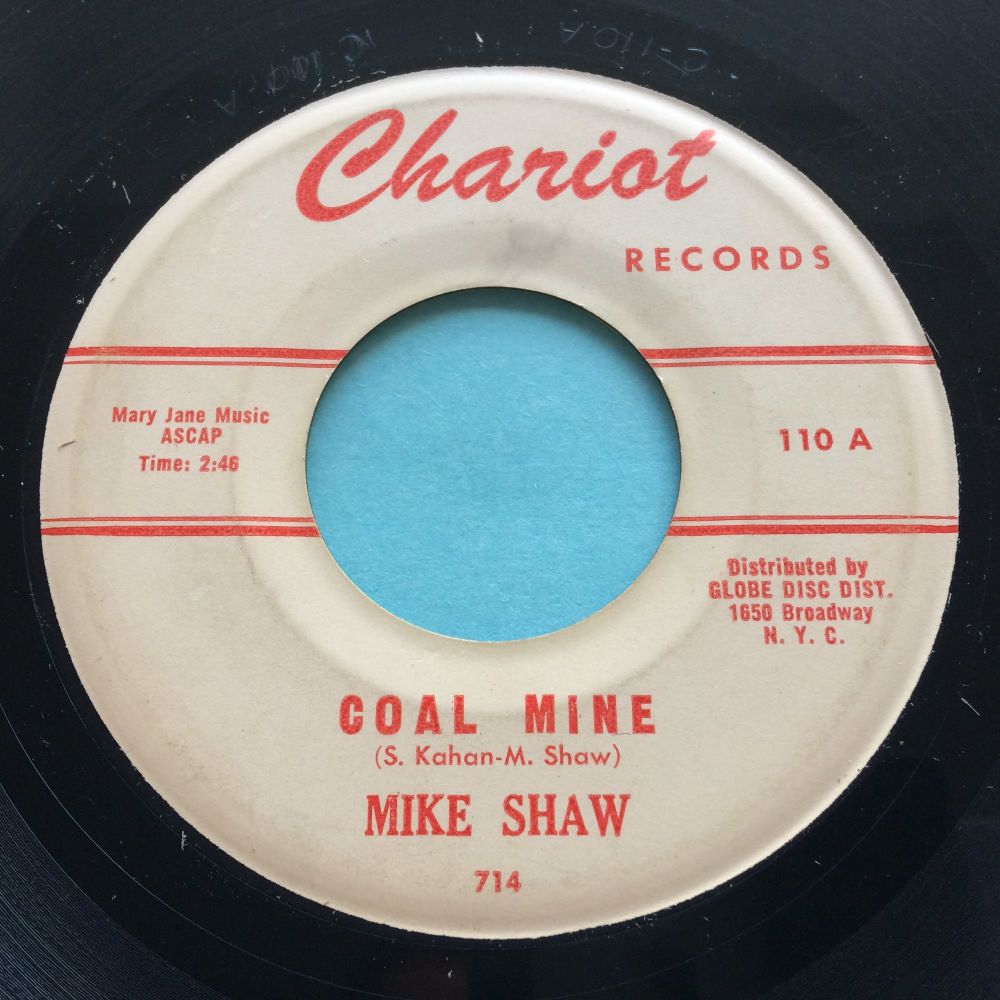 C-110A
Chariot
RECORDS
Mary Jane Music
ASCAP
Time: 2:46
110 A
Distributed by
GLOBE DISC DIST.
1650 Broadway
N. Y. C.
COAL MINE
(S. Kahan-M. Shaw)
MIKE SHAW
714